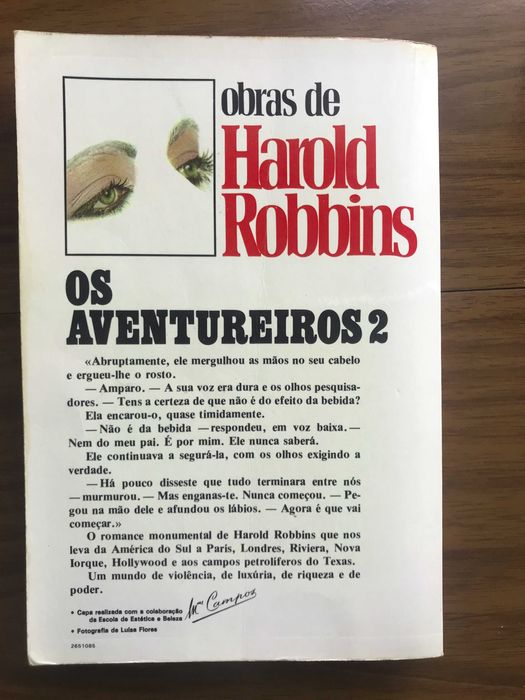 obras de
Harold
Robbins
OS
AVENTUREIROS 2
«Abruptamente, ele mergulhou as mãos no seu cabelo
e ergueu-lhe o rosto.
— Amparo. — A sua voz era dura e os olhos pesquisa-
dores. — Tens a certeza de que não é do efeito da bebida?
Ela encarou-o, quase timidamente.
— Não é da bebida — respondeu, em voz baixa. —
Nem do meu pai. É por mim. Ele nunca saberá.
Ele continuava a segurá-la, com os olhos exigindo a
verdade.
— Há pouco disseste que tudo terminara entre nós
— murmurou. — Mas enganas-te. Nunca começou. — Pe-
gou na mão dele e afundou os lábios. — Agora é que vai
começar.»
O romance monumental de Harold Robbins que nos
leva da América do Sul a Paris, Londres, Riviera, Nova
Iorque, Hollywood e aos campos petrolíferos do Texas.
Um mundo de violência, de luxúria, de riqueza e de
poder.
• Capa realizada com a colaboração
da Escola de Estética e Beleza
Mᵃ Campos
• Fotografia de Luisa Flores
2651085